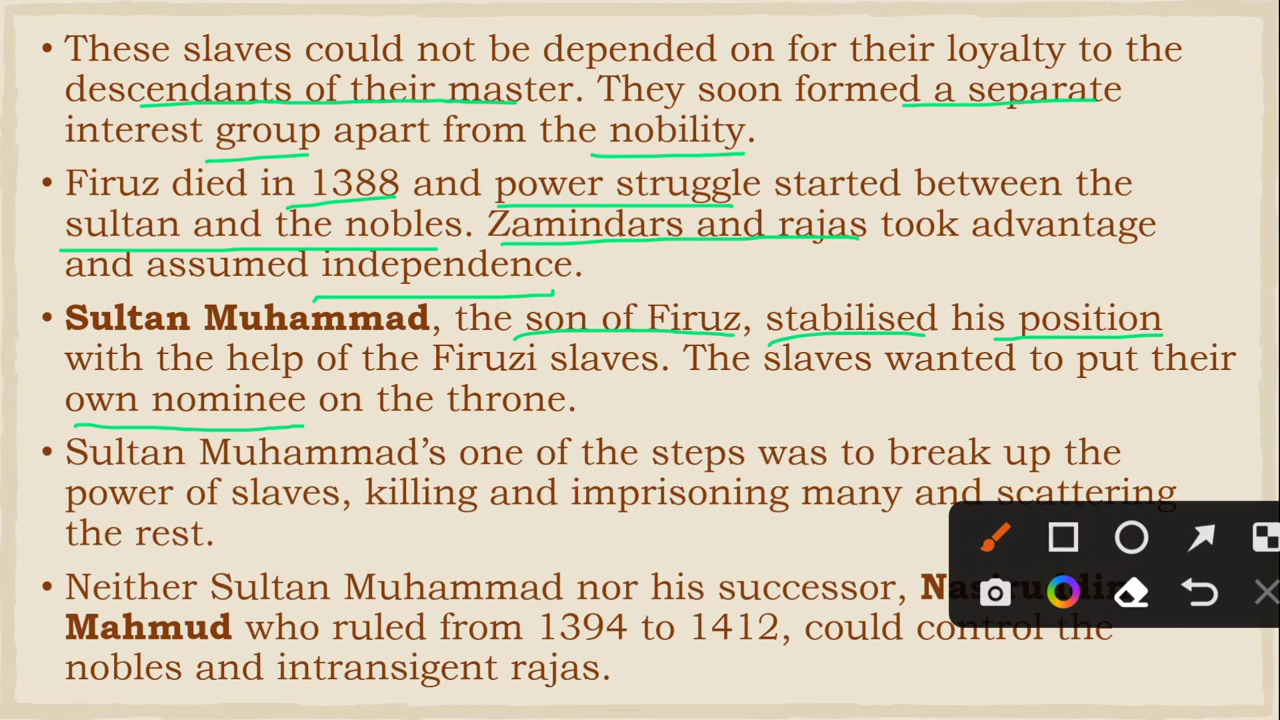 • These slaves could not be depended on for their loyalty to the
descendants of their master. They soon formed a separate
interest group apart from the nobility.
• Firuz died in 1388 and power struggle started between the
sultan and the nobles. Zamindars and rajas took advantage
and assumed independence.
• Sultan Muhammad, the son of Firuz, stabilised his position
with the help of the Firuzi slaves. The slaves wanted to put their
own nominee on the throne.
• Sultan Muhammad’s one of the steps was to break up the
power of slaves, killing and imprisoning many and scattering
the rest.
• Neither Sultan Muhammad nor his successor, Nasiruddin
Mahmud who ruled from 1394 to 1412, could control the
nobles and intransigent rajas.